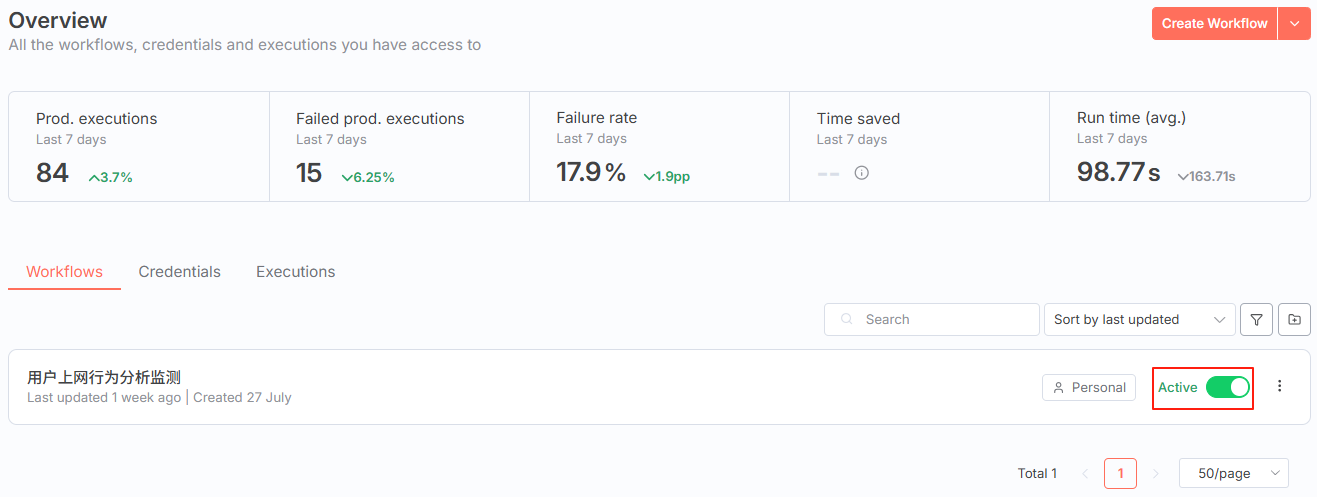 Overview
Create Workflow
All the workflows, credentials and executions you have access to
Prod. executions
Last 7 days
84 3.7%
Failed prod. executions
Last 7 days
15 6.25%
Failure rate
Last 7 days
17.9% 1.9pp
Time saved
Last 7 days
--
Run time (avg.)
Last 7 days
98.77s 163.71s
Workflows Credentials Executions
Search Sort by last updated
用户上网行为分析监测
Last updated 1 week ago | Created 27 July
Personal Active
Total 1 1 50/page